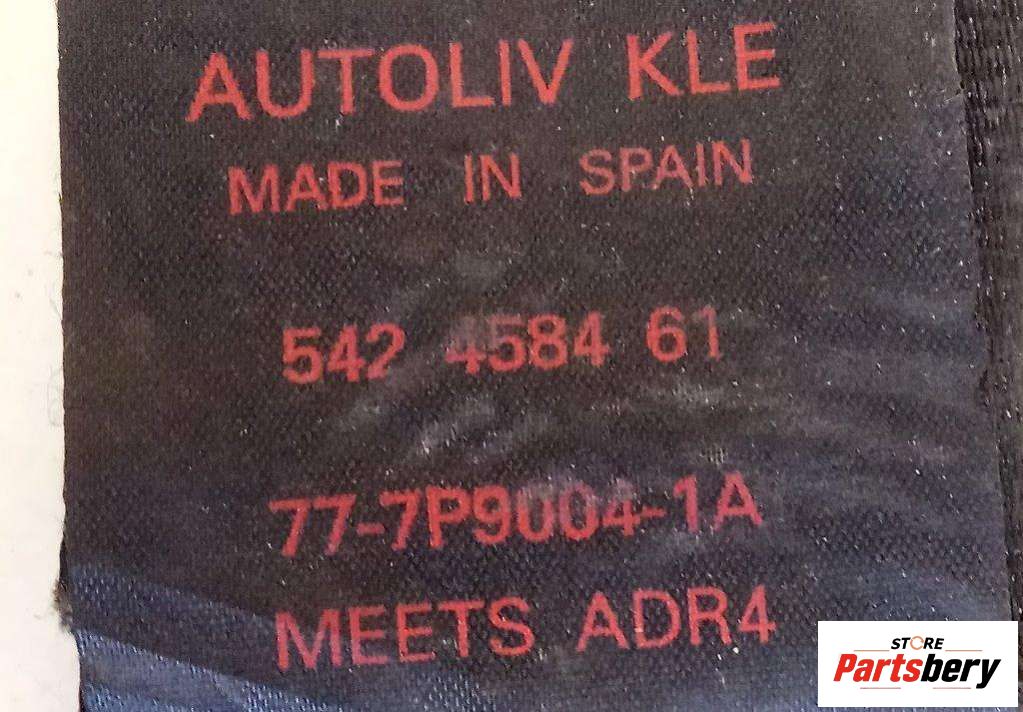 AUTOLIV KLE
MADE IN SPAIN
542 4584 61
77-7P9004-1A
MEETS ADR4
STORE
Partsbery